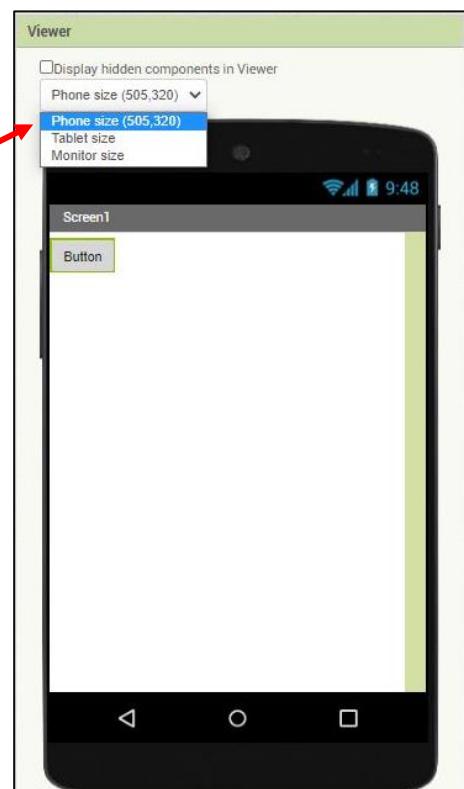 Viewer
Display hidden components in Viewer
Phone size (505,320)
Phone size (505,320)
Tablet size
Monitor size
9:48
Screen1
Button